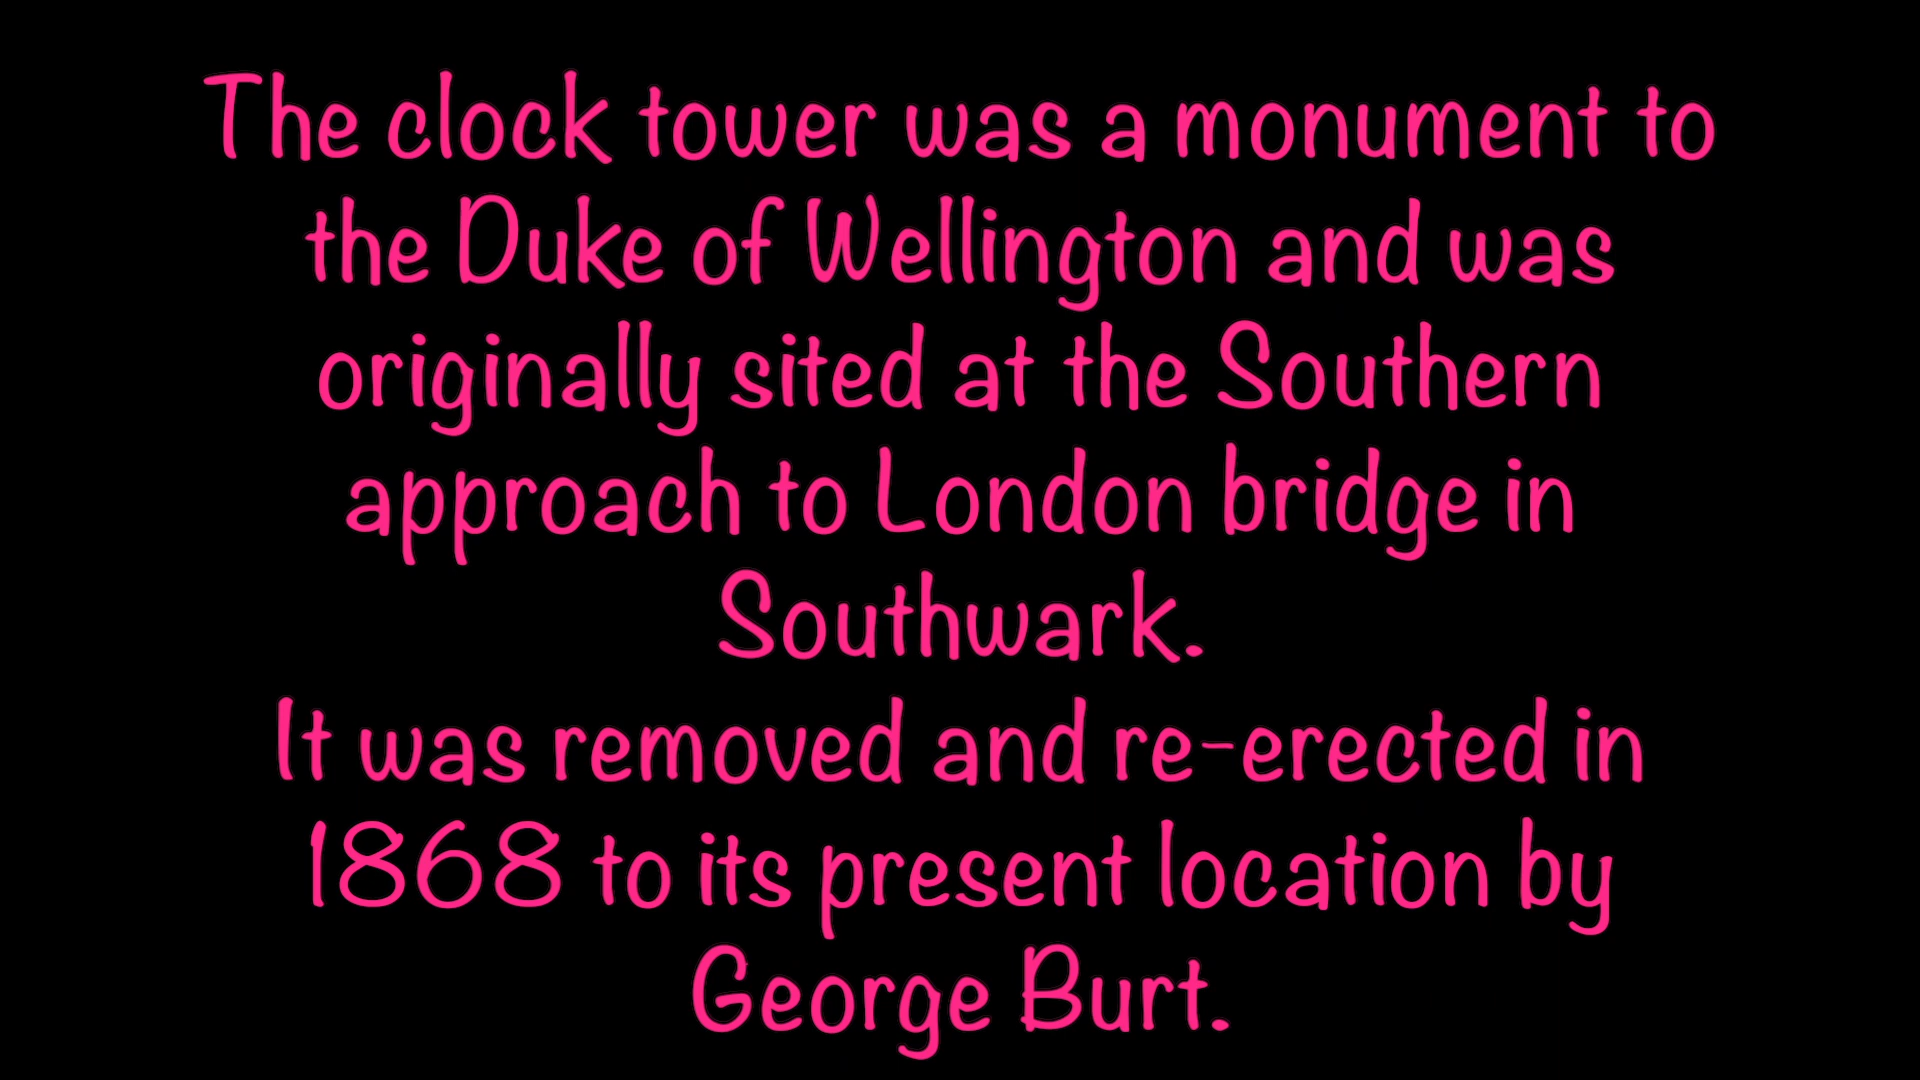 The clock tower was a monument to
the Duke of Wellington and was
originally sited at the Southern
approach to London bridge in
Southwark.
It was removed and re-erected in
1868 to its present location by
George Burt.